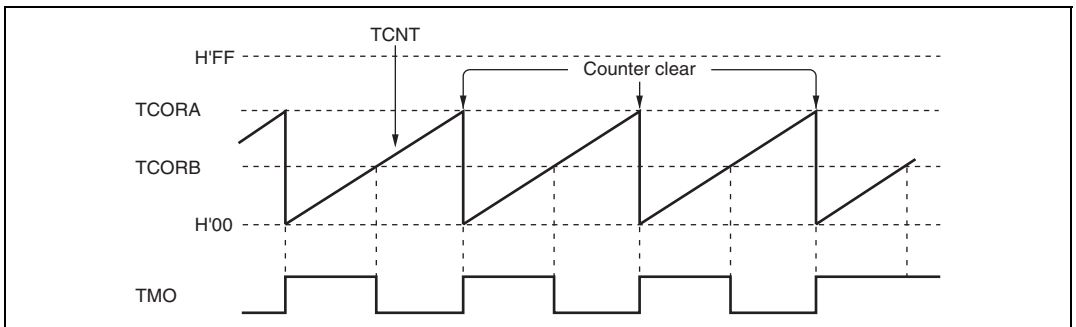 TCNT
H'FF
Counter clear
TCORA
TCORB
H'00
TMO